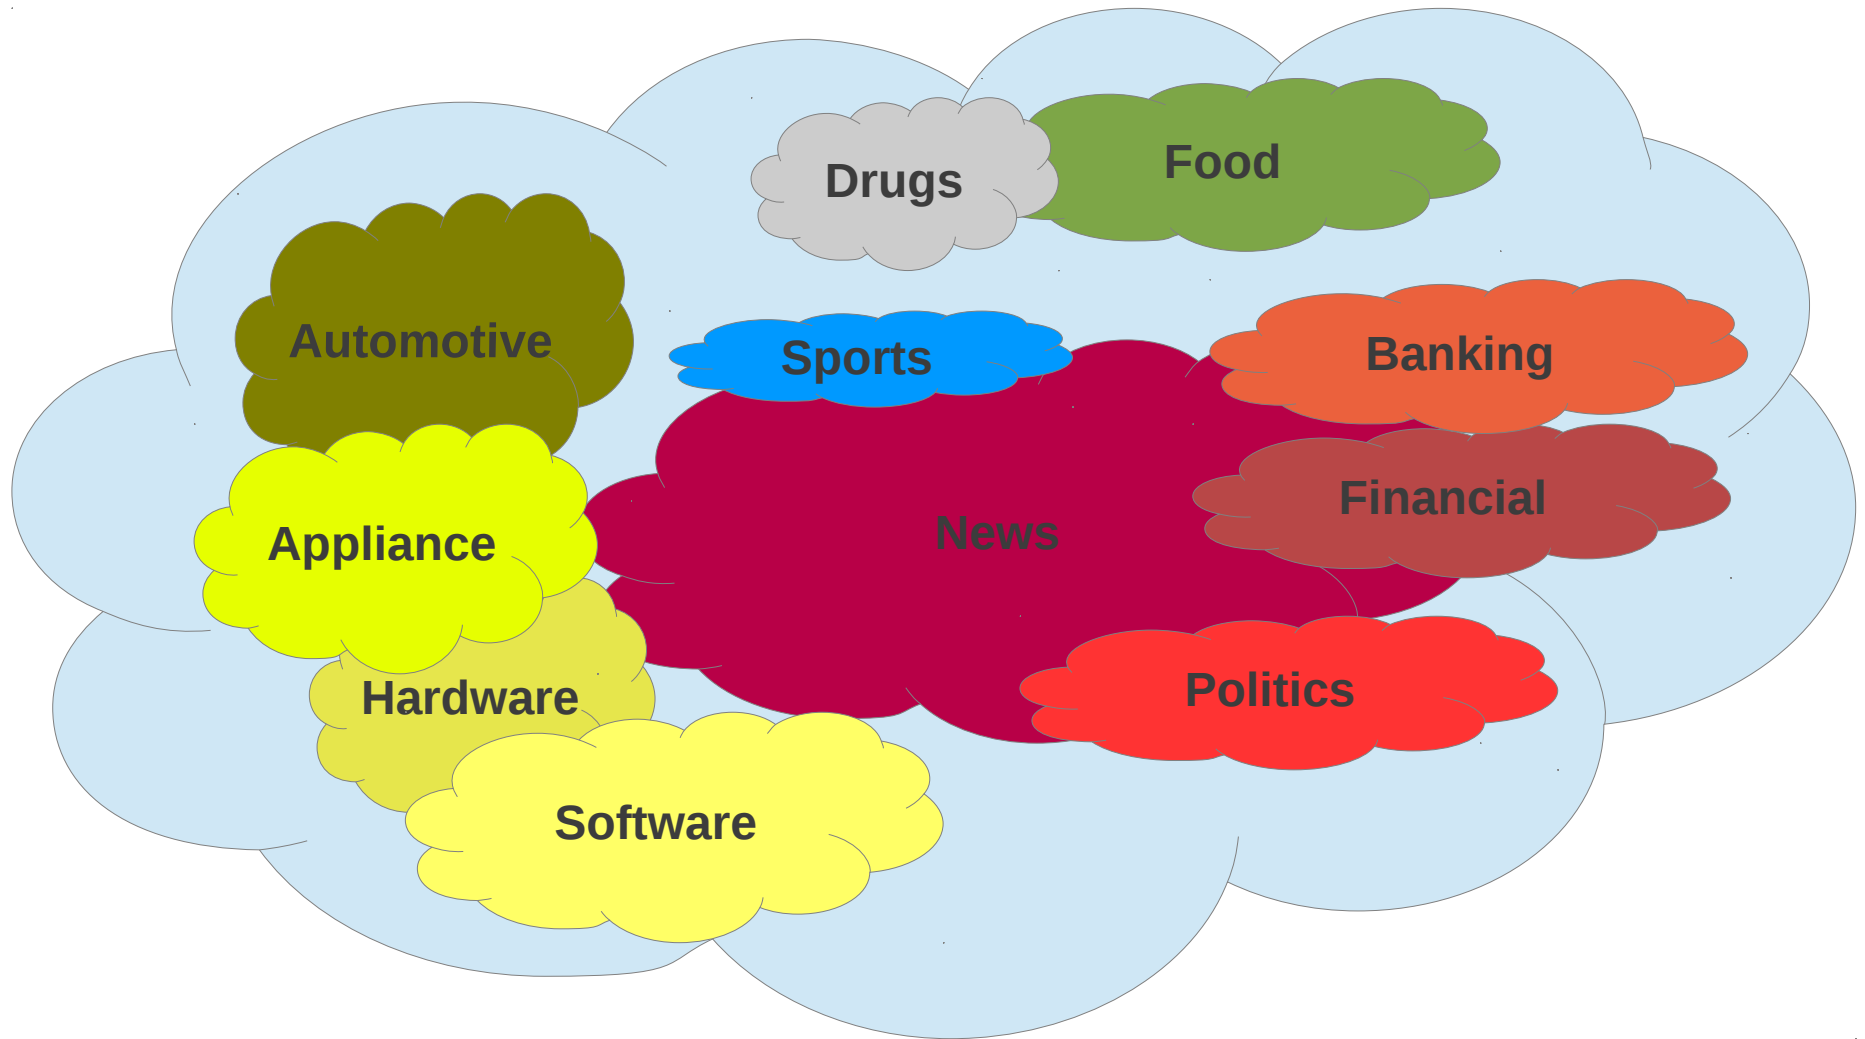 Food
Drugs
Automotive
Sports
Banking
Financial
News
Appliance
Hardware
Politics
Software